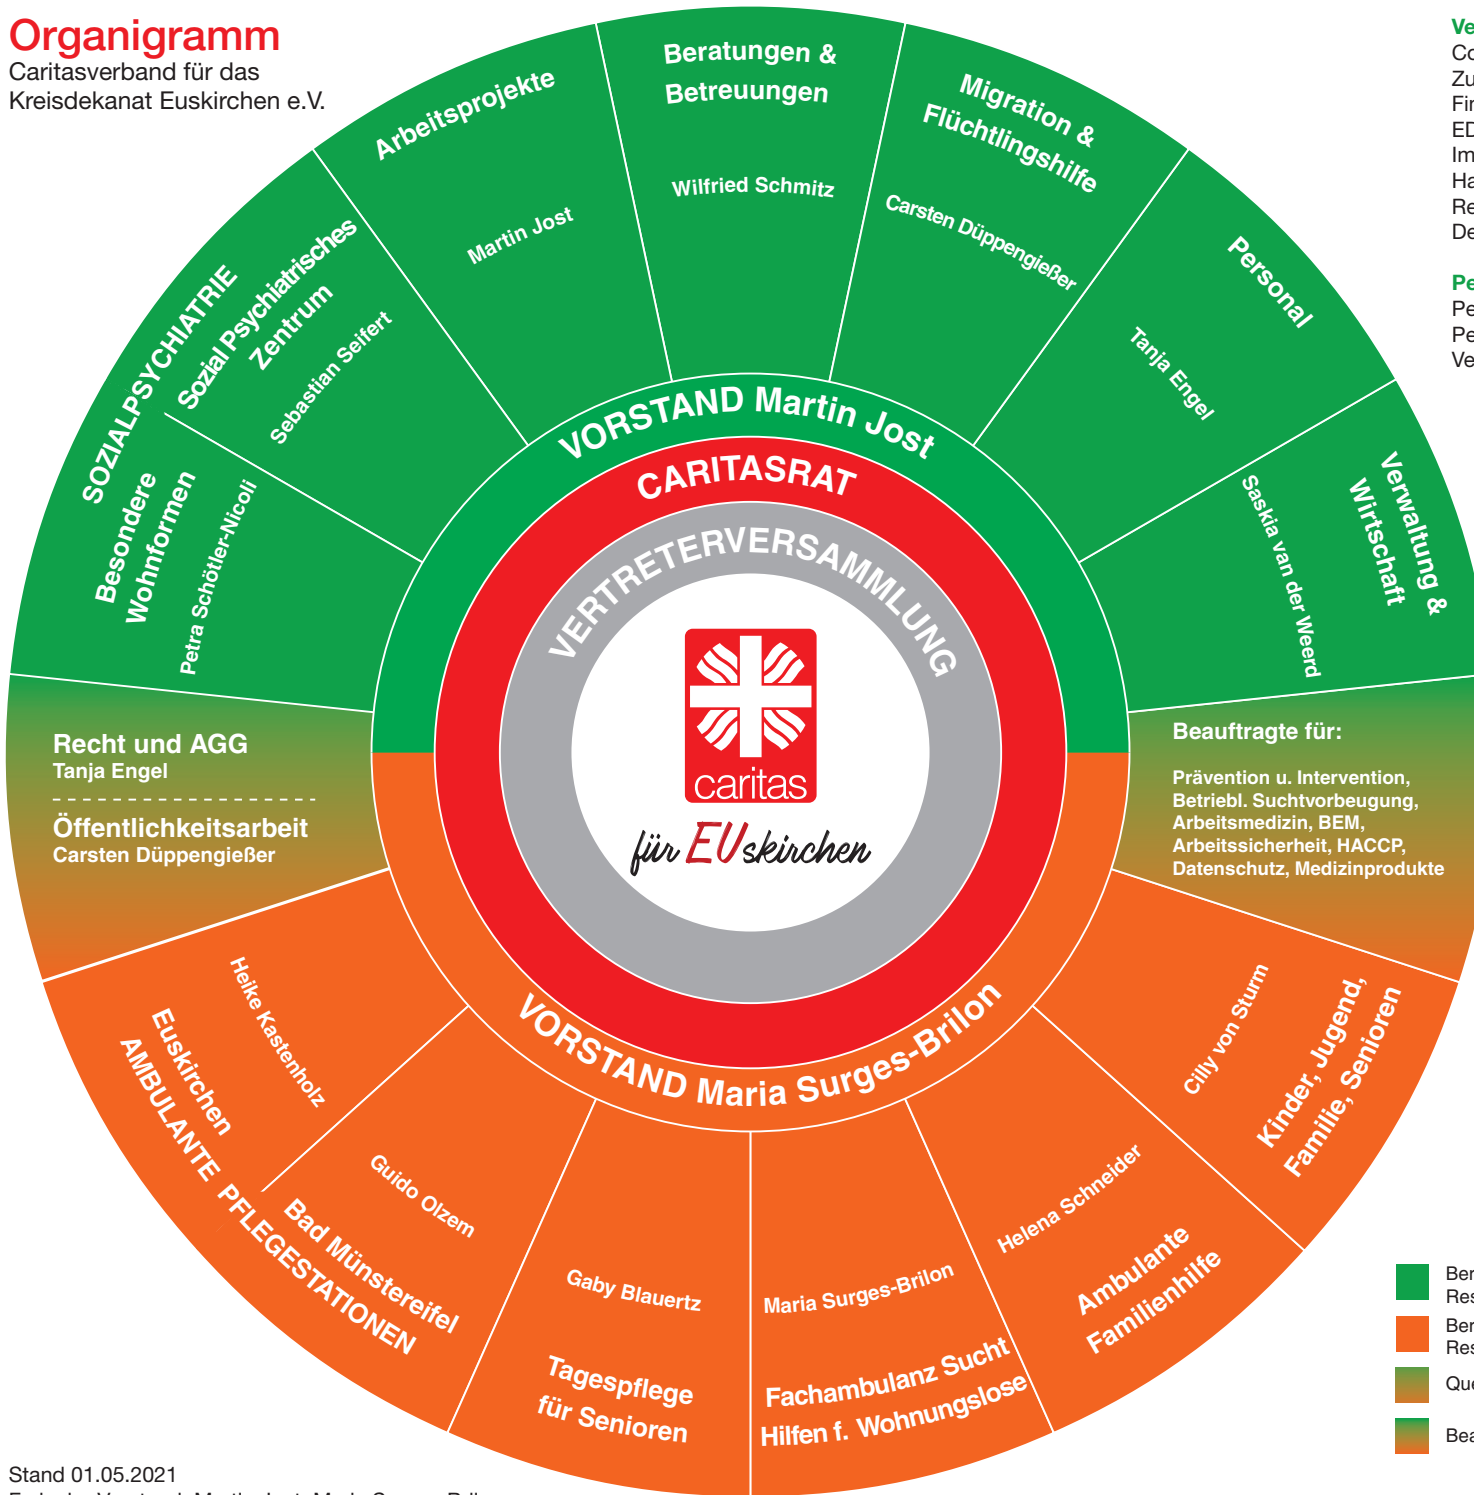 Organigramm
Caritasverband für das
Kreisdekanat Euskirchen e.V.
SOZIALPSYCHIATRIE
Besondere
Wohnformen
Petra Schötler-Nicoli
Sozial Psychiatrisches
Zentrum
Sebastian Seifert
Arbeitsprojekte
Martin Jost
Beratungen &
Betreuungen
Wilfried Schmitz
Migration &
Flüchtlingshilfe
Carsten Düppengießer
Personal
Tanja Engel
Verwaltung &
Wirtschaft
Saskia van der Weerd
VORSTAND Martin Jost
CARITASRAT
VERTRETERVERSAMMLUNG
caritas
für EUskirchen
Recht und AGG
Tanja Engel
Öffentlichkeitsarbeit
Carsten Düppengießer
Beauftragte für:
Prävention u. Intervention,
Betriebl. Suchtvorbeugung,
Arbeitsmedizin, BEM,
Arbeitssicherheit, HACCP,
Datenschutz, Medizinprodukte
VORSTAND Maria Surges-Brilon
Heike Kastenholz
Euskirchen
AMBULANTE PFLEGESTATIONEN
Guido Olzem
Bad Münstereifel
Gaby Blauertz
Tagespflege
für Senioren
Maria Surges-Brilon
Fachambulanz Sucht
Hilfen f. Wohnungslose
Helena Schneider
Ambulante
Familienhilfe
Cilly von Sturm
Kinder, Jugend,
Familie, Senioren
Stand 01.05.2021